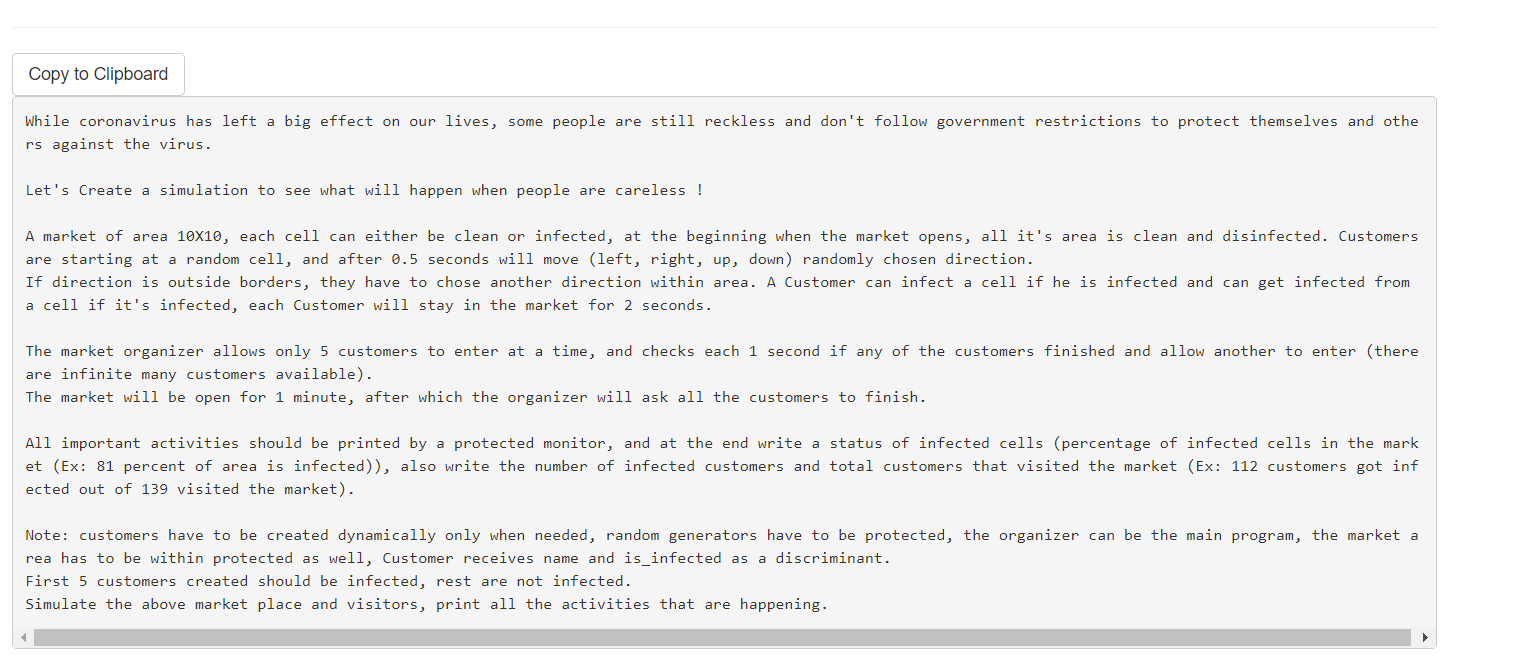 Copy to Clipboard
While coronavirus has left a big effect on our lives, some people are still reckless and don't follow government restrictions to protect themselves and othe
rs against the virus.
Let's Create a simulation to see what will happen when people are careless !
A market of area 10X10, each cell can either be clean or infected, at the beginning when the market opens, all it's area is clean and disinfected. Customers
are starting at a random cell, and after 0.5 seconds will move (left, right, up, down) randomly chosen direction.
If direction is outside borders, they have to chose another direction within area. A Customer can infect a cell if he is infected and can get infected from
a cell if it's infected, each Customer will stay in the market for 2 seconds.
The market organizer allows only 5 customers to enter at a time, and checks each 1 second if any of the customers finished and allow another to enter (there
are infinite many customers available).
The market will be open for 1 minute, after which the organizer will ask all the customers to finish.
All important activities should be printed by a protected monitor, and at the end write a status of infected cells (percentage of infected cells in the mark
et (Ex: 81 percent of area is infected)), also write the number of infected customers and total customers that visited the market (Ex: 112 customers got inf
ected out of 139 visited the market).
Note: customers have to be created dynamically only when needed, random generators have to be protected, the organizer can be the main program, the market a
rea has to be within protected as well, Customer receives name and is_infected as a discriminant.
First 5 customers created should be infected, rest are not infected.
Simulate the above market place and visitors, print all the activities that are happening.